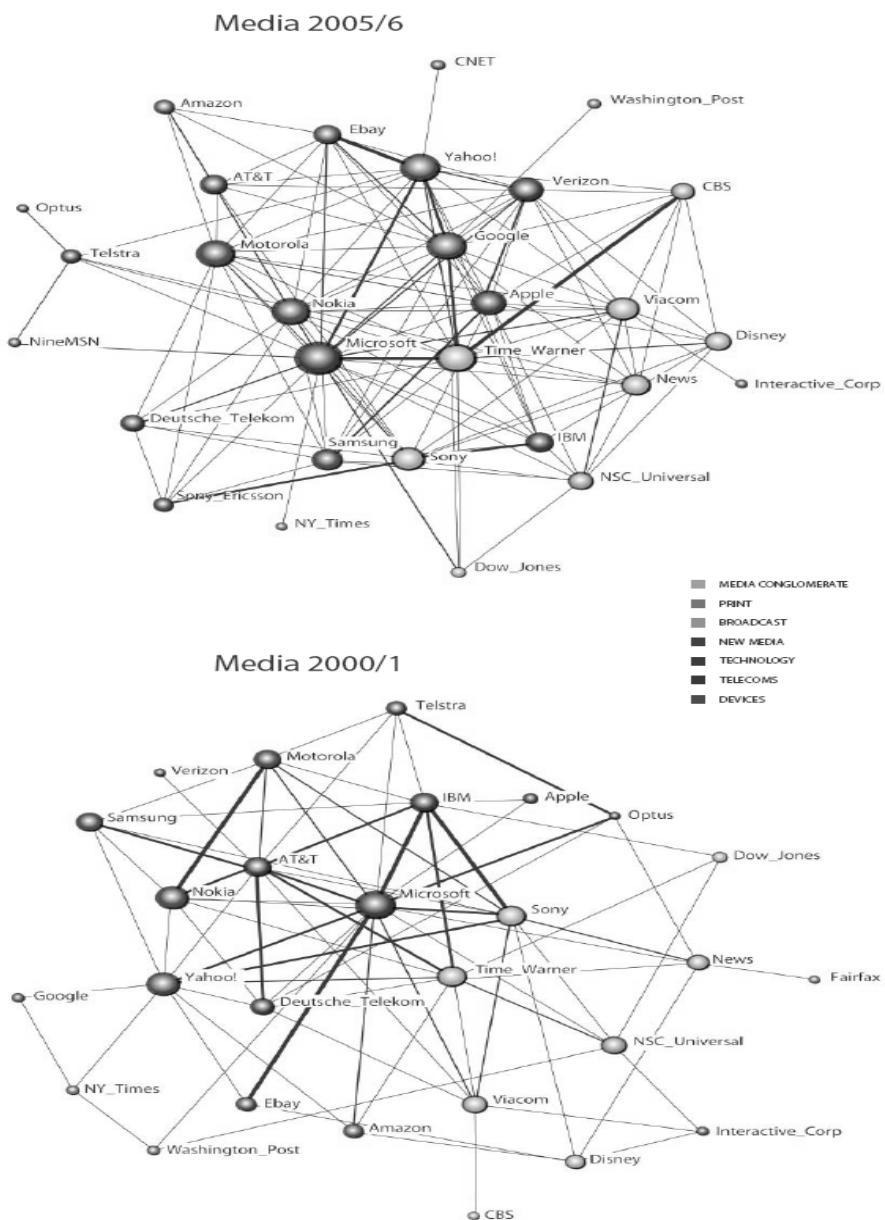 Media 2005/6
CNET
Amazon
Washington_Post
Ebay
Yahoo!
AT&T
Verizon
CBS
Optus
Google
Motorola
Telstra
Apple
Viacom
Nokia
Disney
NineMSN
Microsoft
Time_Warner
News
Interactive_Corp
Deutsche_Telekom
Samsung
IBM
Sony
NSC_Universal
Sony_Ericsson
NY_Times
Dow_Jones
MEDIA CONGLOMERATE
PRINT
BROADCAST
NEW MEDIA
TECHNOLOGY
TELECOMS
DEVICES
Media 2000/1
Telstra
Motorola
Verizon
IBM
Apple
Samsung
Optus
AT&T
Dow_Jones
Nokia
Microsoft
Sony
News
Time_Warner
Yahoo!
Fairfax
Google
Deutsche_Telekom
NSC_Universal
NY_Times
Ebay
Viacom
Amazon
Interactive_Corp
Washington_Post
Disney
CBS